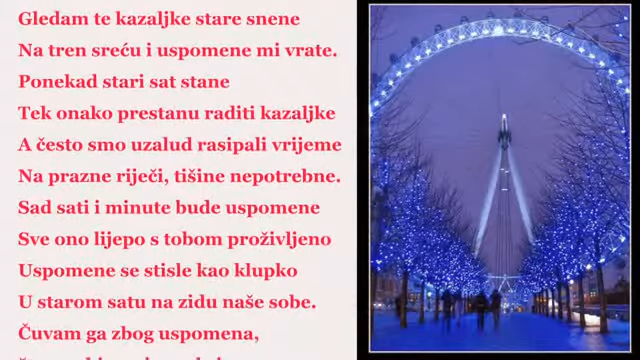 Gledam te kazaljke stare snene
Na tren sreću i uspomene mi vrate.
Ponekad stari sat stane
Tek onako prestanu raditi kazaljke
A često smo uzalud rasipali vrijeme
Na prazne riječi, tišine nepotrebne.
Sad sati i minute bude uspomene
Sve ono lijepo s tobom proživljeno
Uspomene se stisle kao klupko
U starom satu na zidu naše sobe.
Čuvam ga zbog uspomena,